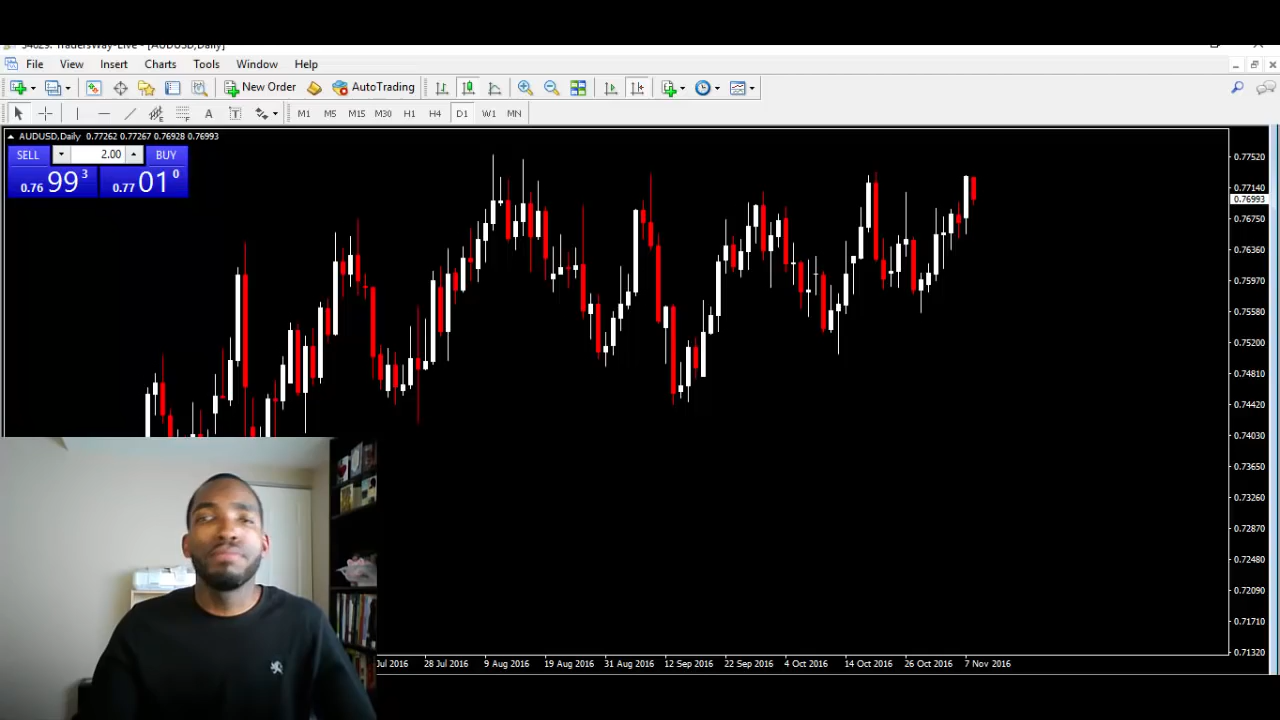 54029: TradersWay-Live - [AUDUSD,Daily]
File View Insert Charts Tools Window Help
New Order AutoTrading
A T M1 M5 M15 M30 H1 H4 D1 W1 MN
AUDUSD,Daily 0.77262 0.77267 0.76928 0.76993
SELL 2.00 BUY
0.76 99 3 0.77 01 0
0.77520
0.77140
0.76993
0.76750
0.76360
0.75970
0.75580
0.75200
0.74810
0.74420
0.74030
0.73650
0.73260
0.72870
0.72480
0.72090
0.71710
0.71320
Jul 2016 28 Jul 2016 9 Aug 2016 19 Aug 2016 31 Aug 2016 12 Sep 2016 22 Sep 2016 4 Oct 2016 14 Oct 2016 26 Oct 2016 7 Nov 2016